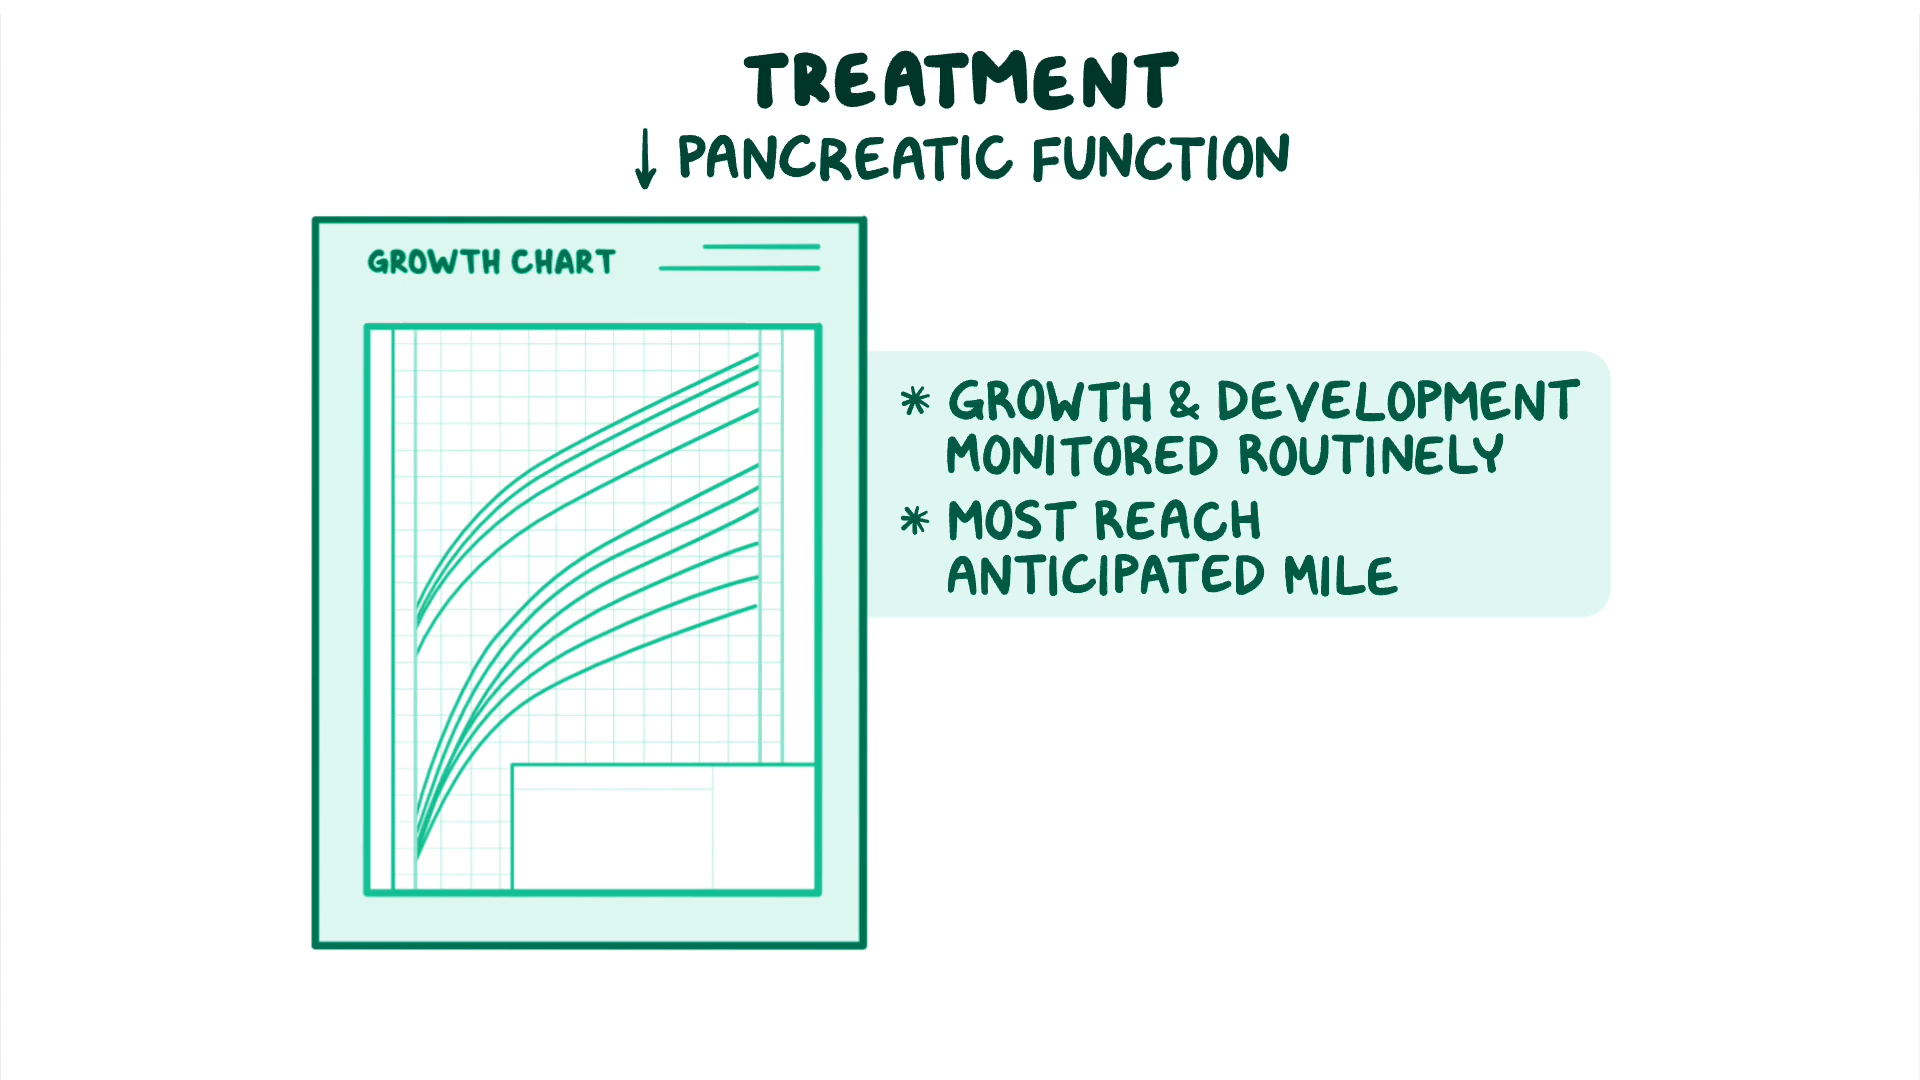 TREATMENT
↓ PANCREATIC FUNCTION
GROWTH CHART
* GROWTH & DEVELOPMENT
MONITORED ROUTINELY
* MOST REACH
ANTICIPATED MILE